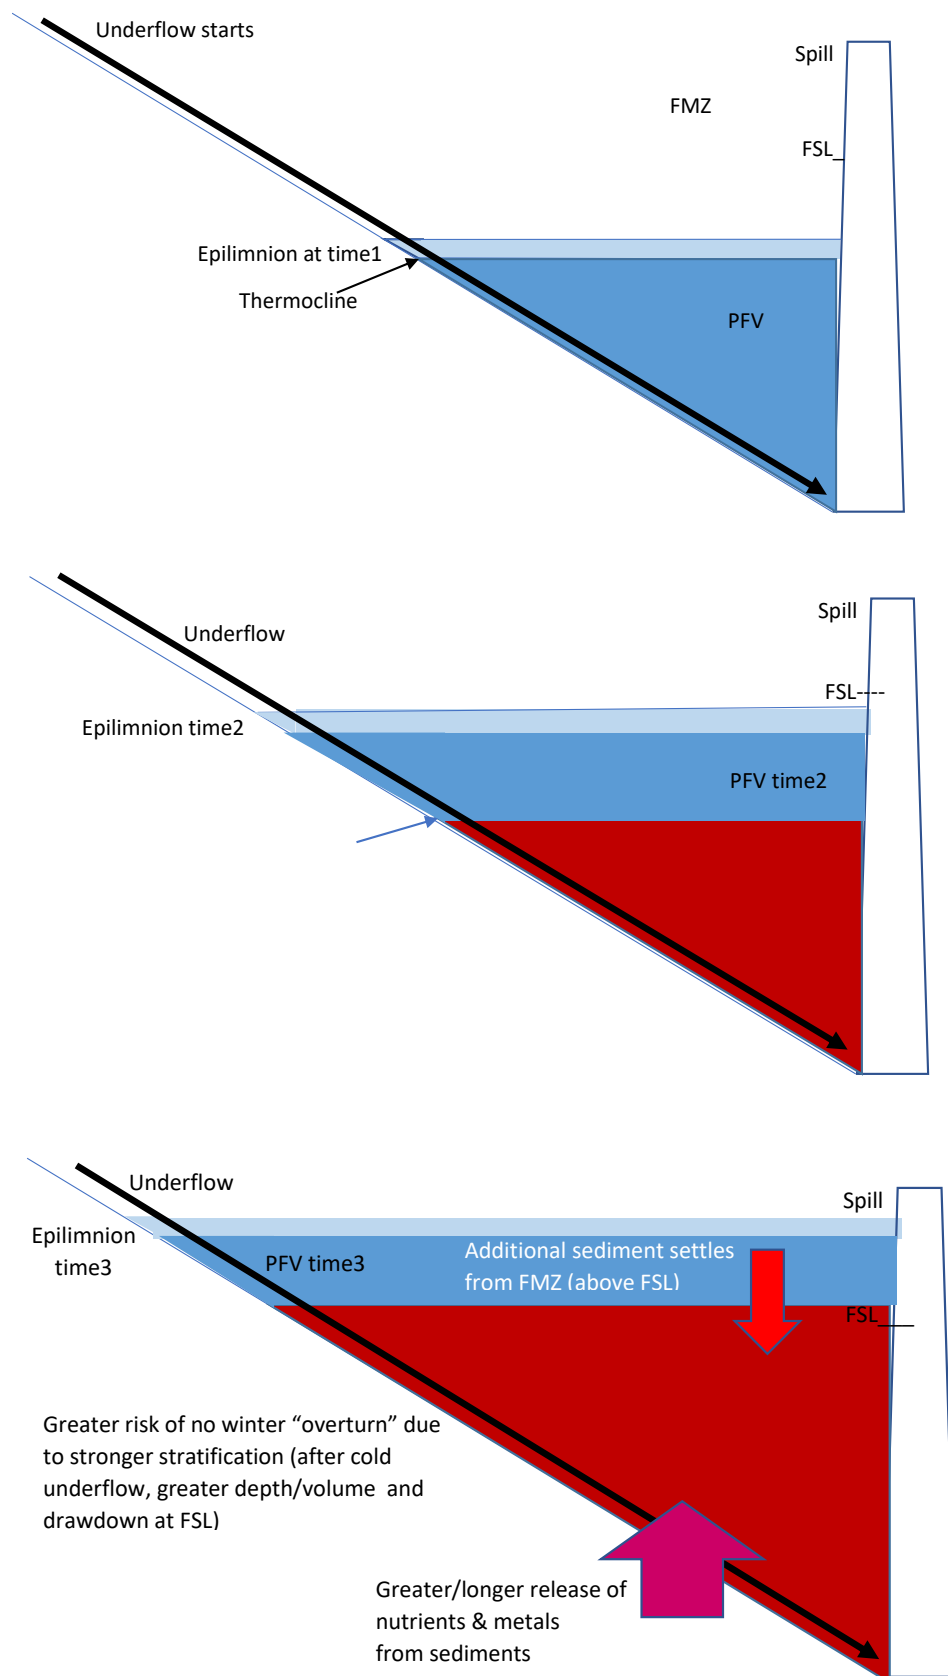 Underflow starts
Spill
FMZ
FSL_
Epilimnion at time1
Thermocline
PFV
Underflow
Spill
FSL----
Epilimnion time2
PFV time2
Underflow
Spill
Epilimnion
time3
PFV time3
Additional sediment settles
from FMZ (above FSL)
FSL____
Greater risk of no winter “overturn” due
to stronger stratification (after cold
underflow, greater depth/volume and
drawdown at FSL)
Greater/longer release of
nutrients & metals
from sediments